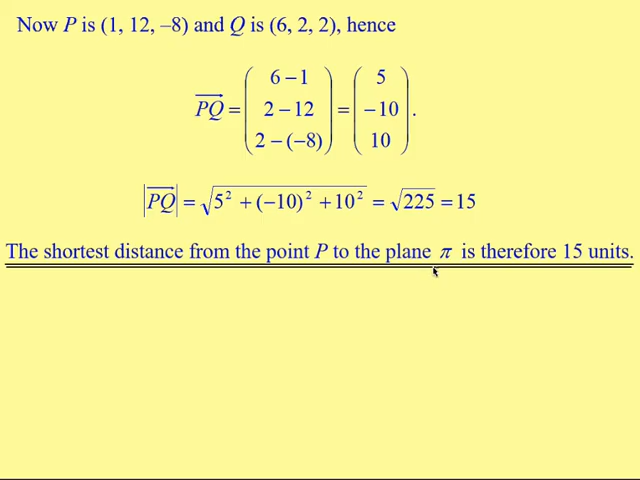 Now P is (1, 12, –8) and Q is (6, 2, 2), hence
PQ = ( 6 − 1, 2 − 12, 2 − (−8) ) = ( 5, − 10, 10 ).
|PQ| = √5² + (−10)² + 10² = √225 = 15
The shortest distance from the point P to the plane π is therefore 15 units.